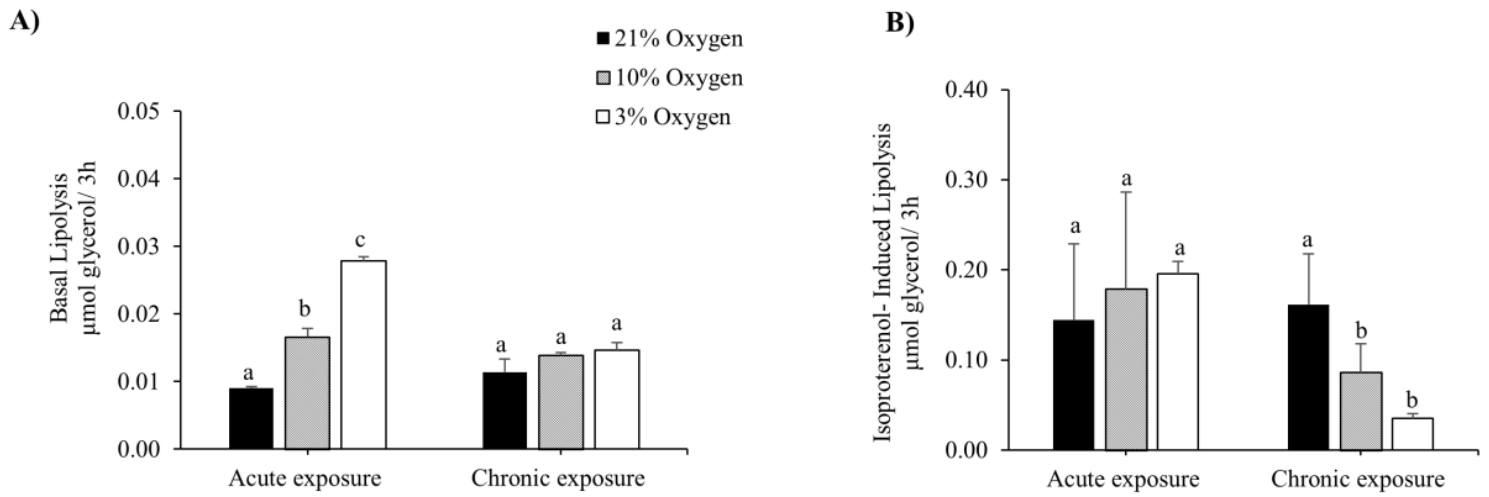 A)
21% Oxygen
10% Oxygen
3% Oxygen
Basal Lipolysis
µmol glycerol/ 3h
0.05
0.04
0.03
0.02
0.01
0.00
a
b
c
a
a
a
Acute exposure
Chronic exposure
B)
Isoproterenol- Induced Lipolysis
µmol glycerol/ 3h
0.40
0.30
0.20
0.10
0.00
a
a
a
a
b
b
Acute exposure
Chronic exposure